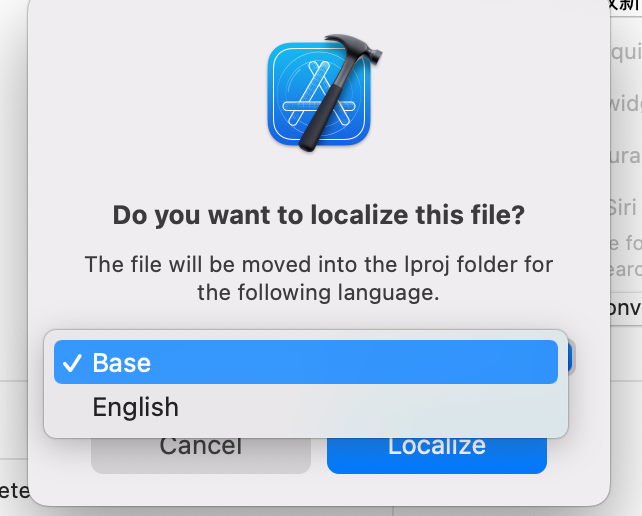 Do you want to localize this file?
The file will be moved into the lproj folder for
the following language.
Base
English
Cancel
Localize